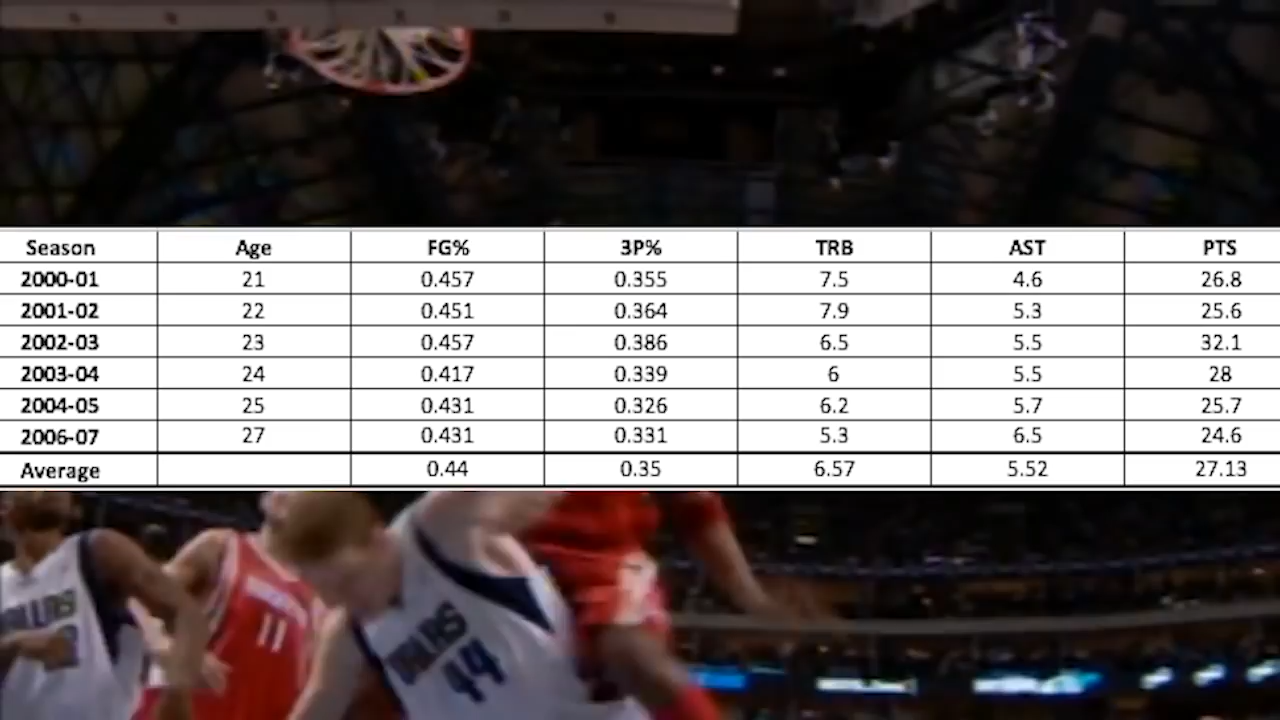 Season Age FG% 3P% TRB AST PTS
2000-01 21 0.457 0.355 7.5 4.6 26.8
2001-02 22 0.451 0.364 7.9 5.3 25.6
2002-03 23 0.457 0.386 6.5 5.5 32.1
2003-04 24 0.417 0.339 6 5.5 28
2004-05 25 0.431 0.326 6.2 5.7 25.7
2006-07 27 0.431 0.331 5.3 6.5 24.6
Average 0.44 0.35 6.57 5.52 27.13
11
DALLAS
44